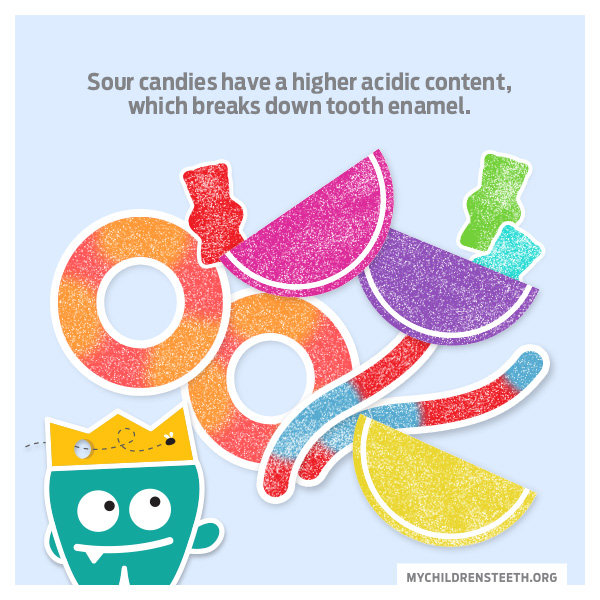 Sour candies have a higher acidic content,
which breaks down tooth enamel.
MYCHILDRENSTEETH.ORG